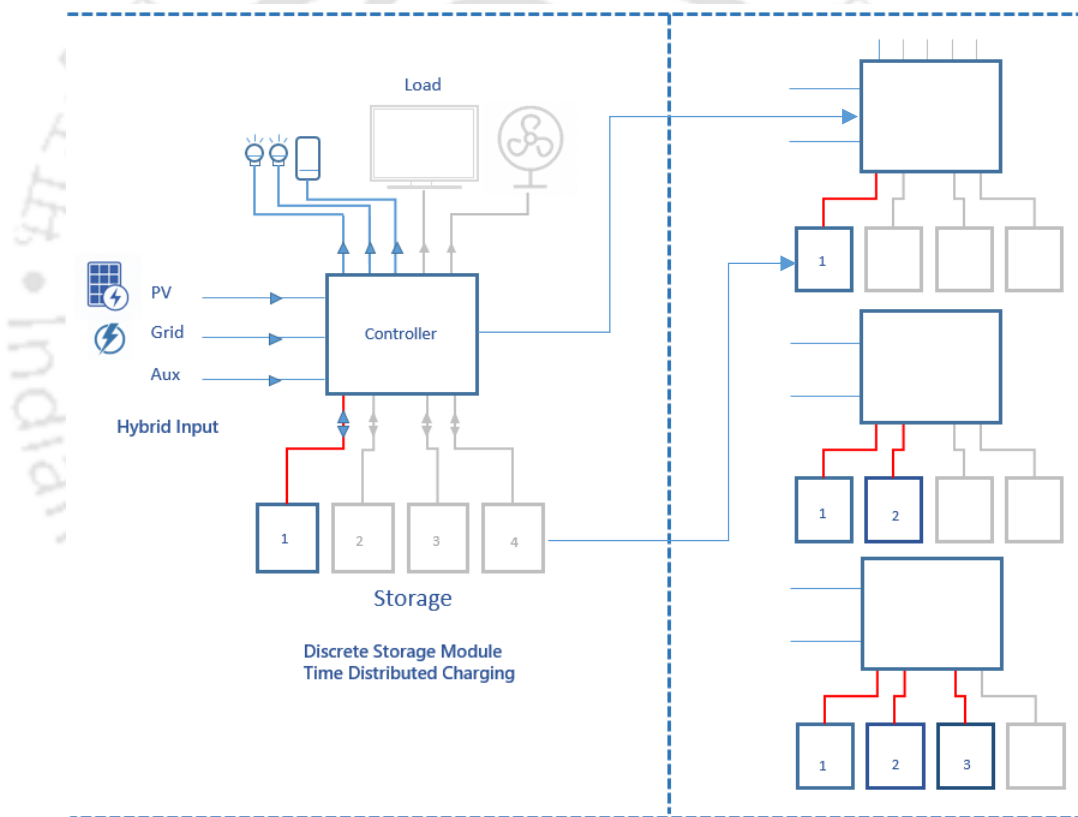 Load
PV
Grid
Aux
Controller
Hybrid Input
1
2
3
4
Storage
Discrete Storage Module
Time Distributed Charging
1
1
2
1
2
3
Indian